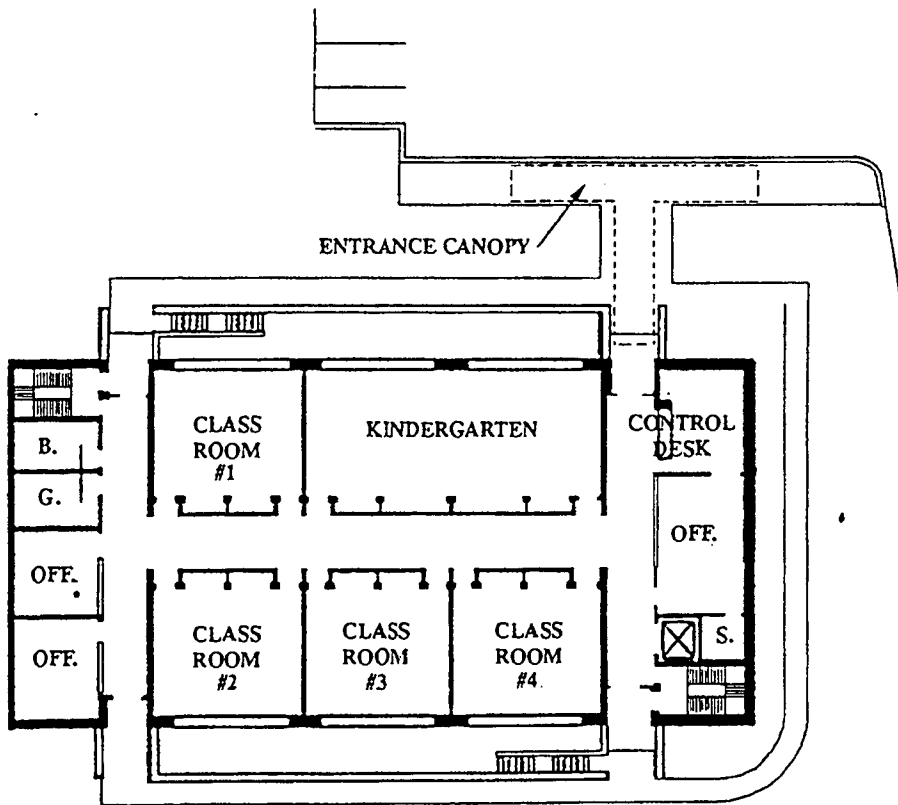 ENTRANCE CANOPY
CLASS
ROOM
#1
KINDERGARTEN
CONTROL
DESK
B.
G.
OFF.
OFF.
OFF.
CLASS
ROOM
#2
CLASS
ROOM
#3
CLASS
ROOM
#4.
S.